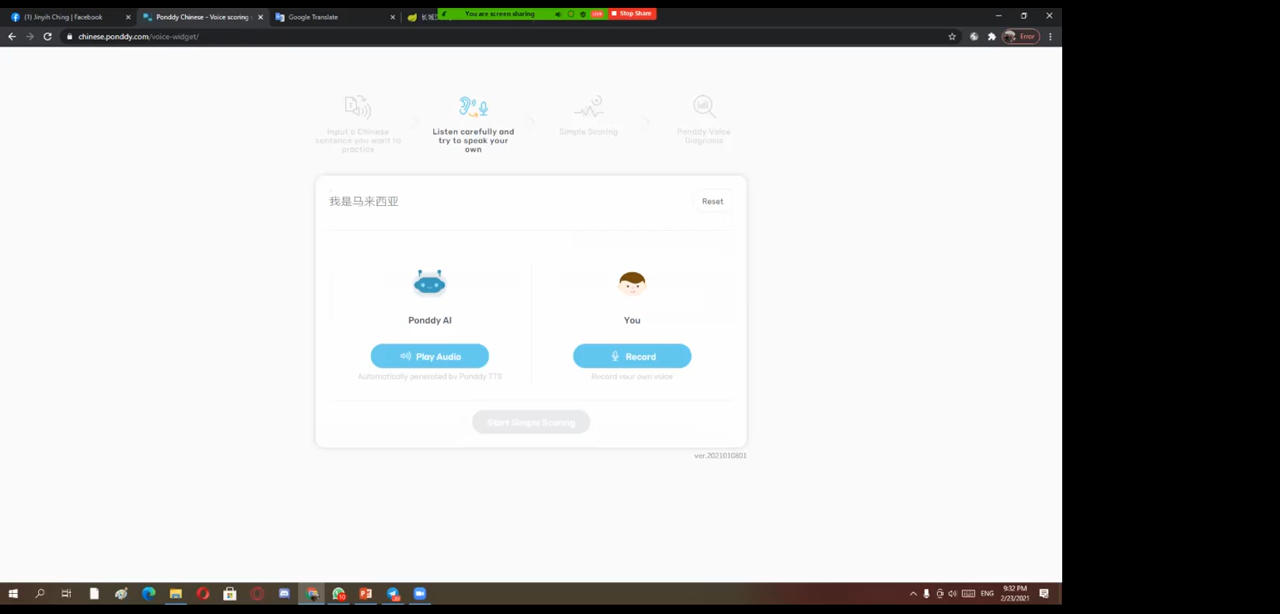 (1) Jinyih Ching | Facebook
Ponddy Chinese - Voice scoring
Google Translate
You are screen sharing
LIVE
Stop Share
chinese.ponddy.com/voice-widget/
Error
Input a Chinese
sentence you want to
practice
Listen carefully and
try to speak your
own
Simple Scoring
Ponddy Voice
Diagnosis
我是马来西亚
Reset
Ponddy AI
You
Play Audio
Record
Automatically generated by Ponddy TTS
Record your own voice
Start Simple Scoring
ver.2021010801
ENG
9:32 PM
2/23/2021